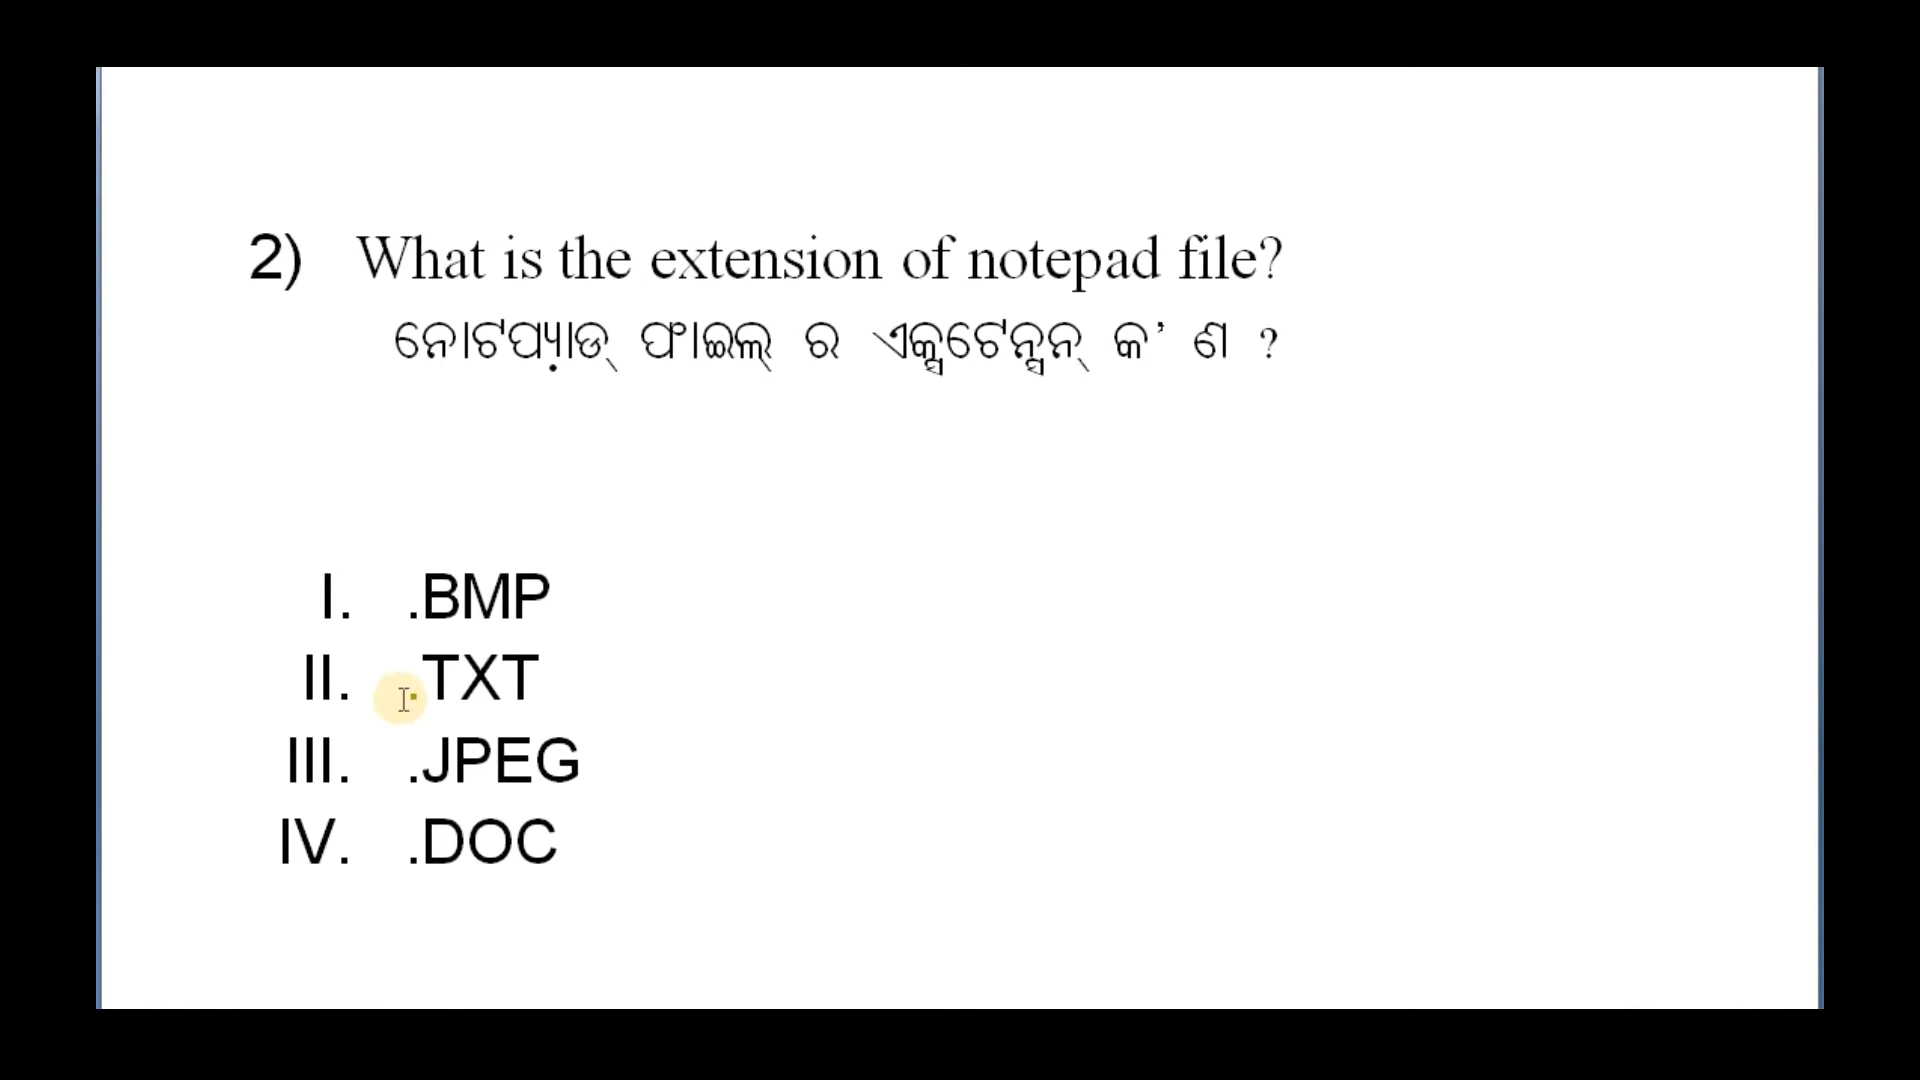 2) What is the extension of notepad file?
ନୋଟପ୍ୟାଡ଼୍ ଫାଇଲ୍ ର ଏକ୍ସଟେନ୍ସନ୍ କ’ ଣ ?
I. .BMP
II. .TXT
III. .JPEG
IV. .DOC